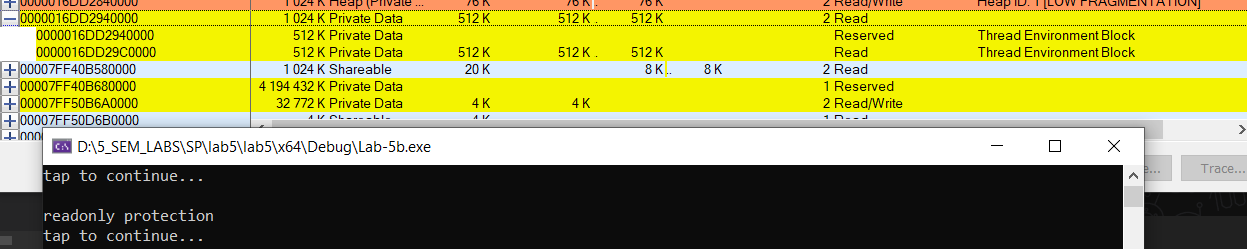 0000016DD2840000 1 024 K Heap (Private ... 76 K 76 K 76 K 2 Read/Write Heap ID: 1 [LOW FRAGMENTATION]
0000016DD2940000 1 024 K Private Data 512 K 512 K . 512 K 2 Read
0000016DD2940000 512 K Private Data Reserved Thread Environment Block
0000016DD29C0000 512 K Private Data 512 K 512 K . 512 K Read Thread Environment Block
00007FF40B580000 1 024 K Shareable 20 K 8 K . 8 K 2 Read
00007FF40B680000 4 194 432 K Private Data 1 Reserved
00007FF50B6A0000 32 772 K Private Data 4 K 4 K 2 Read/Write
00007FF50D6B0000 4 K Shareable 4 K 1 Read
D:\5_SEM_LABS\SP\lab5\lab5\x64\Debug\Lab-5b.exe
tap to continue...
Trace...
readonly protection
tap to continue...